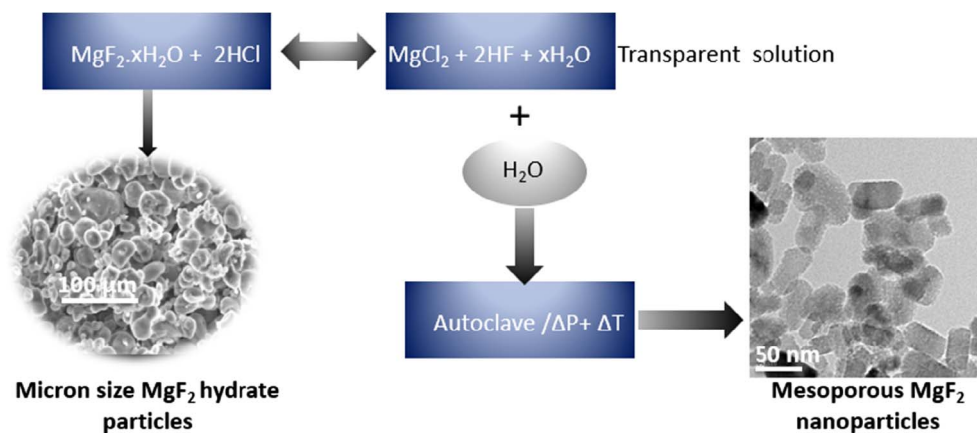 MgF₂.xH₂O + 2HCl
MgCl₂ + 2HF + xH₂O
Transparent solution
+
H₂O
100 µm
Autoclave /ΔP+ ΔT
50 nm
Micron size MgF₂ hydrate
particles
Mesoporous MgF₂
nanoparticles